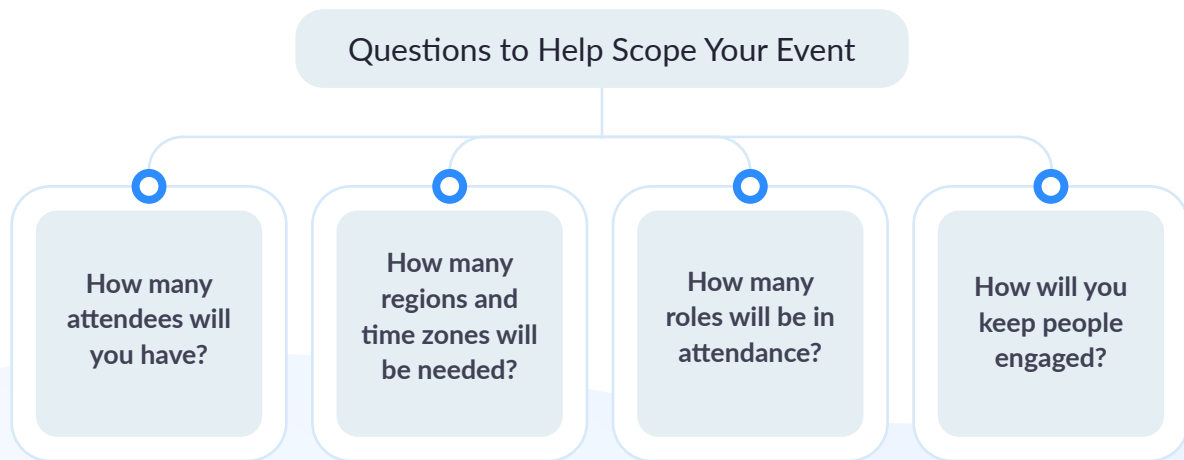 Questions to Help Scope Your Event
How many
attendees will
you have?
How many
regions and
time zones will
be needed?
How many
roles will be in
attendance?
How will you
keep people
engaged?